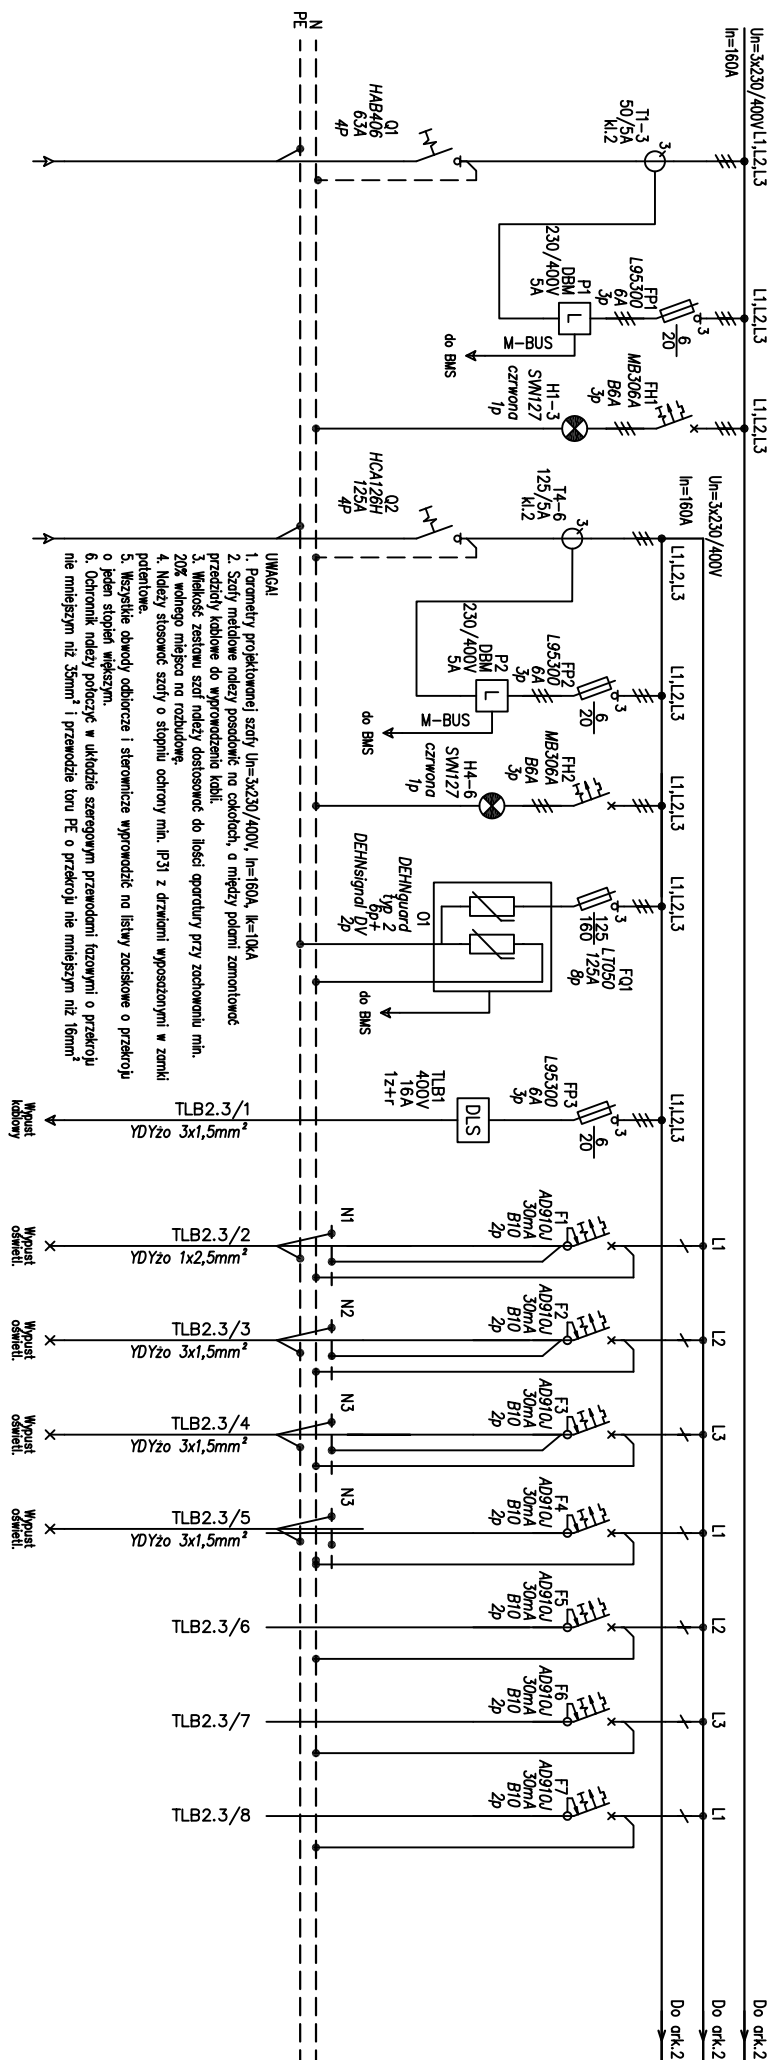 Un=3x230/400V
In=160A
L1,L2,L3
L1,L2,L3
L1,L2,L3
Do ark.2
Un=3x230/400V
In=160A
L1,L2,L3
L1,L2,L3
L1,L2,L3
L1,L2,L3
L1,L2,L3
L1
L2
L3
L1
L2
L3
L1
Do ark.2
Do ark.2
T1-3
50/5A
kl.2
3
FP1
L95300
6A
3p
6
20
3
P1
DBM
230/400V
5A
L
M-BUS
do BMS
FH1
MB306A
B6A
3p
H1-3
SVN127
czrwona
1p
Q1
HAB406
63A
4P
T4-6
125/5A
kl.2
3
Q2
HCA126H
125A
4P
FP2
L95300
6A
3p
6
20
3
P2
DBM
230/400V
5A
L
M-BUS
do BMS
FH2
MB306A
B6A
3p
H4-6
SVN127
czrwona
1p
FQ1
LT050
125A
8p
125
160
3
O1
DEHNguard
typ 2
6p+
DEHNsignal DV
2p
do BMS
FP3
L95300
6A
3p
6
20
3
TLB1
400V
16A
1z+r
DLS
F1
AD910J
30mA
B10
2p
F2
AD910J
30mA
B10
2p
F3
AD910J
30mA
B10
2p
F4
AD910J
30mA
B10
2p
F5
AD910J
30mA
B10
2p
F6
AD910J
30mA
B10
2p
F7
AD910J
30mA
B10
2p
N
PE
N1
N2
N3
N3
UWAGA!
1. Parametry projektowanej szafy Un=3x230/400V, In=160A, Ik=10kA
2. Szafy metalowe należy posadowić na cokołach, a między polami zamontować
przedziały kablowe do wyprowadzenia kabli.
3. Wielkość zestawu szaf należy dostosować do ilości aparatury przy zachowaniu min.
20% wolnego miejsca na rozbudowę.
4. Należy stosować szafy o stopniu ochrony min. IP31 z drzwiami wyposażonymi w zamki
patentowe.
5. Wszystkie obwody odbiorcze i sterownicze wyprowadzić na listwy zaciskowe o przekroju
o jeden stopień większym.
6. Ochronnik należy połączyć w układzie szeregowym przewodami fazowymi o przekroju
nie mniejszym niż 35mm² i przewodzie toru PE o przekroju nie mniejszym niż 16mm²
TLB2.3/1
YDYżo 3x1,5mm²
Wypust
kablowy
TLB2.3/2
YDYżo 1x2,5mm²
Wypust
oświetl.
TLB2.3/3
YDYżo 3x1,5mm²
Wypust
oświetl.
TLB2.3/4
YDYżo 3x1,5mm²
Wypust
oświetl.
TLB2.3/5
YDYżo 3x1,5mm²
Wypust
oświetl.
TLB2.3/6
TLB2.3/7
TLB2.3/8